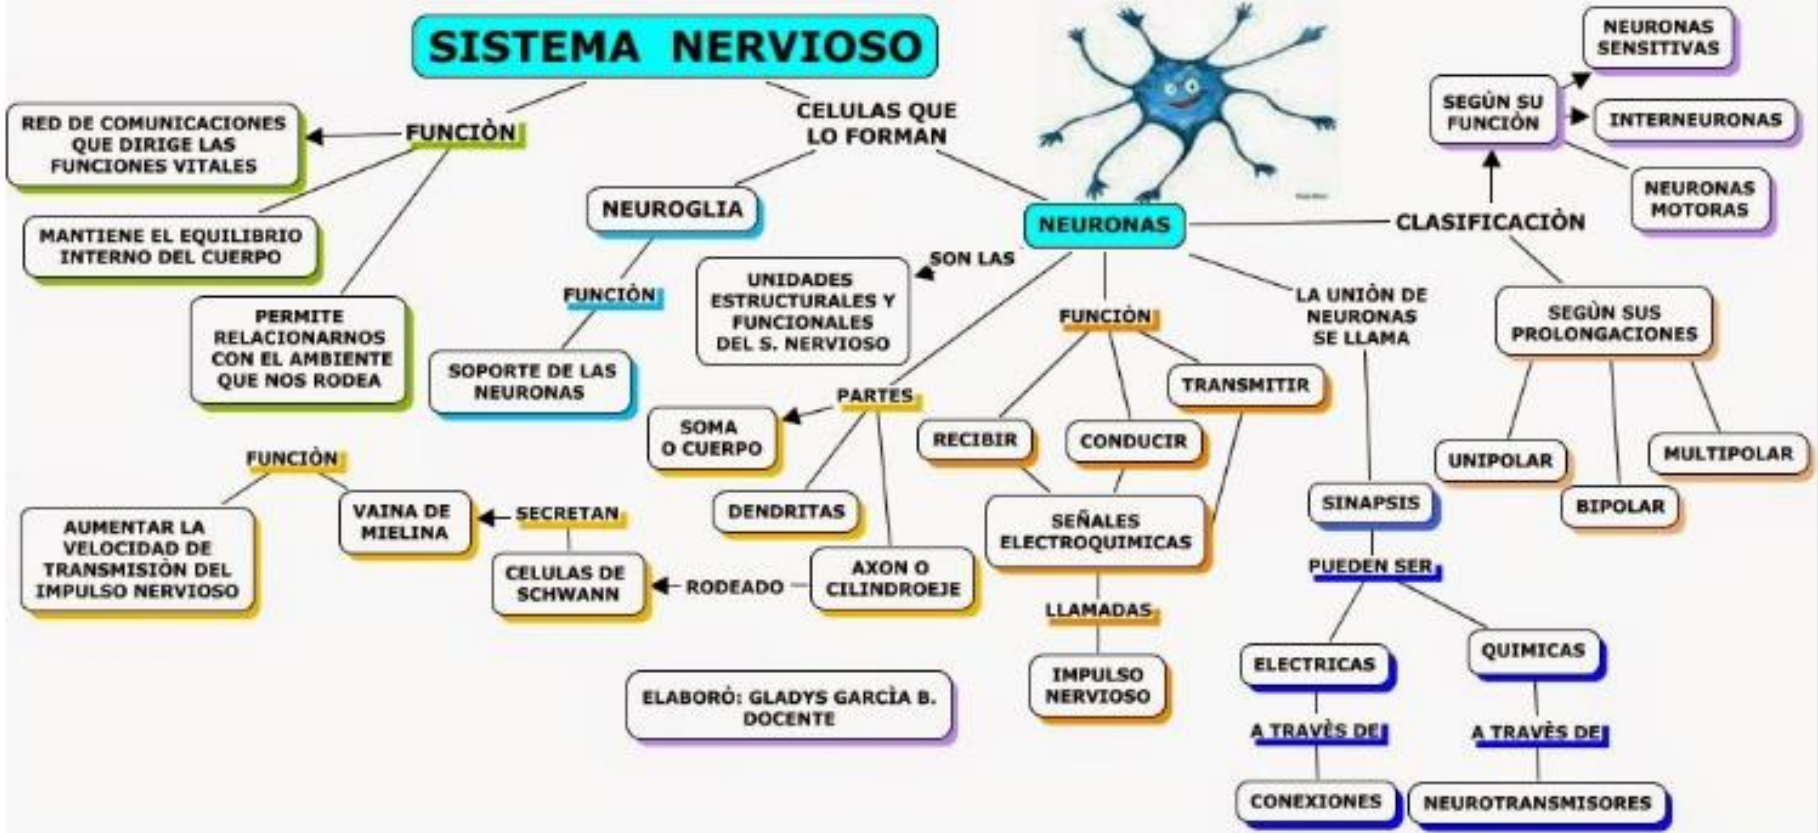 SISTEMA NERVIOSO
FUNCIÒN
RED DE COMUNICACIONES
QUE DIRIGE LAS
FUNCIONES VITALES
MANTIENE EL EQUILIBRIO
INTERNO DEL CUERPO
PERMITE
RELACIONARNOS
CON EL AMBIENTE
QUE NOS RODEA
CELULAS QUE
LO FORMAN
NEUROGLIA
FUNCIÒN
SOPORTE DE LAS
NEURONAS
NEURONAS
SON LAS
UNIDADES
ESTRUCTURALES Y
FUNCIONALES
DEL S. NERVIOSO
PARTES
SOMA
O CUERPO
DENDRITAS
AXON O
CILINDROEJE
RODEADO
CELULAS DE
SCHWANN
SECRETAN
VAINA DE
MIELINA
FUNCIÒN
AUMENTAR LA
VELOCIDAD DE
TRANSMISIÒN DEL
IMPULSO NERVIOSO
FUNCIÒN
RECIBIR
CONDUCIR
TRANSMITIR
SEÑALES
ELECTROQUIMICAS
LLAMADAS
IMPULSO
NERVIOSO
LA UNIÒN DE
NEURONAS
SE LLAMA
SINAPSIS
PUEDEN SER
ELECTRICAS
A TRAVÈS DE
CONEXIONES
QUIMICAS
A TRAVÈS DE
NEUROTRANSMISORES
CLASIFICACIÒN
SEGÙN SU
FUNCIÒN
NEURONAS
SENSITIVAS
INTERNEURONAS
NEURONAS
MOTORAS
SEGÙN SUS
PROLONGACIONES
UNIPOLAR
BIPOLAR
MULTIPOLAR
ELABORÒ: GLADYS GARCÌA B.
DOCENTE